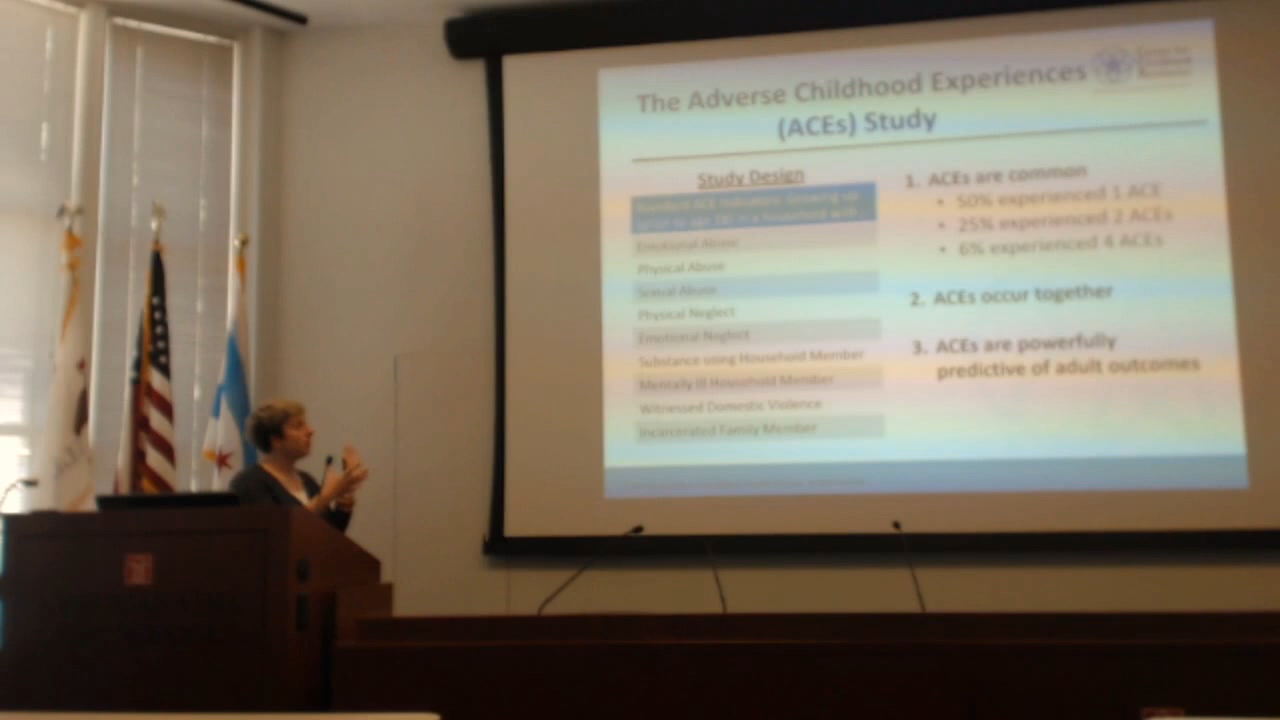 The Adverse Childhood Experiences
(ACEs) Study
Study Design
Emotional Abuse
Physical Abuse
Sexual Abuse
Physical Neglect
Emotional Neglect
Substance using Household Member
Mentally Ill Household Member
Witnessed Domestic Violence
Incarcerated Family Member
1. ACEs are common
• 50% experienced 1 ACE
• 25% experienced 2 ACEs
• 6% experienced 4 ACEs
2. ACEs occur together
3. ACEs are powerfully
predictive of adult outcomes